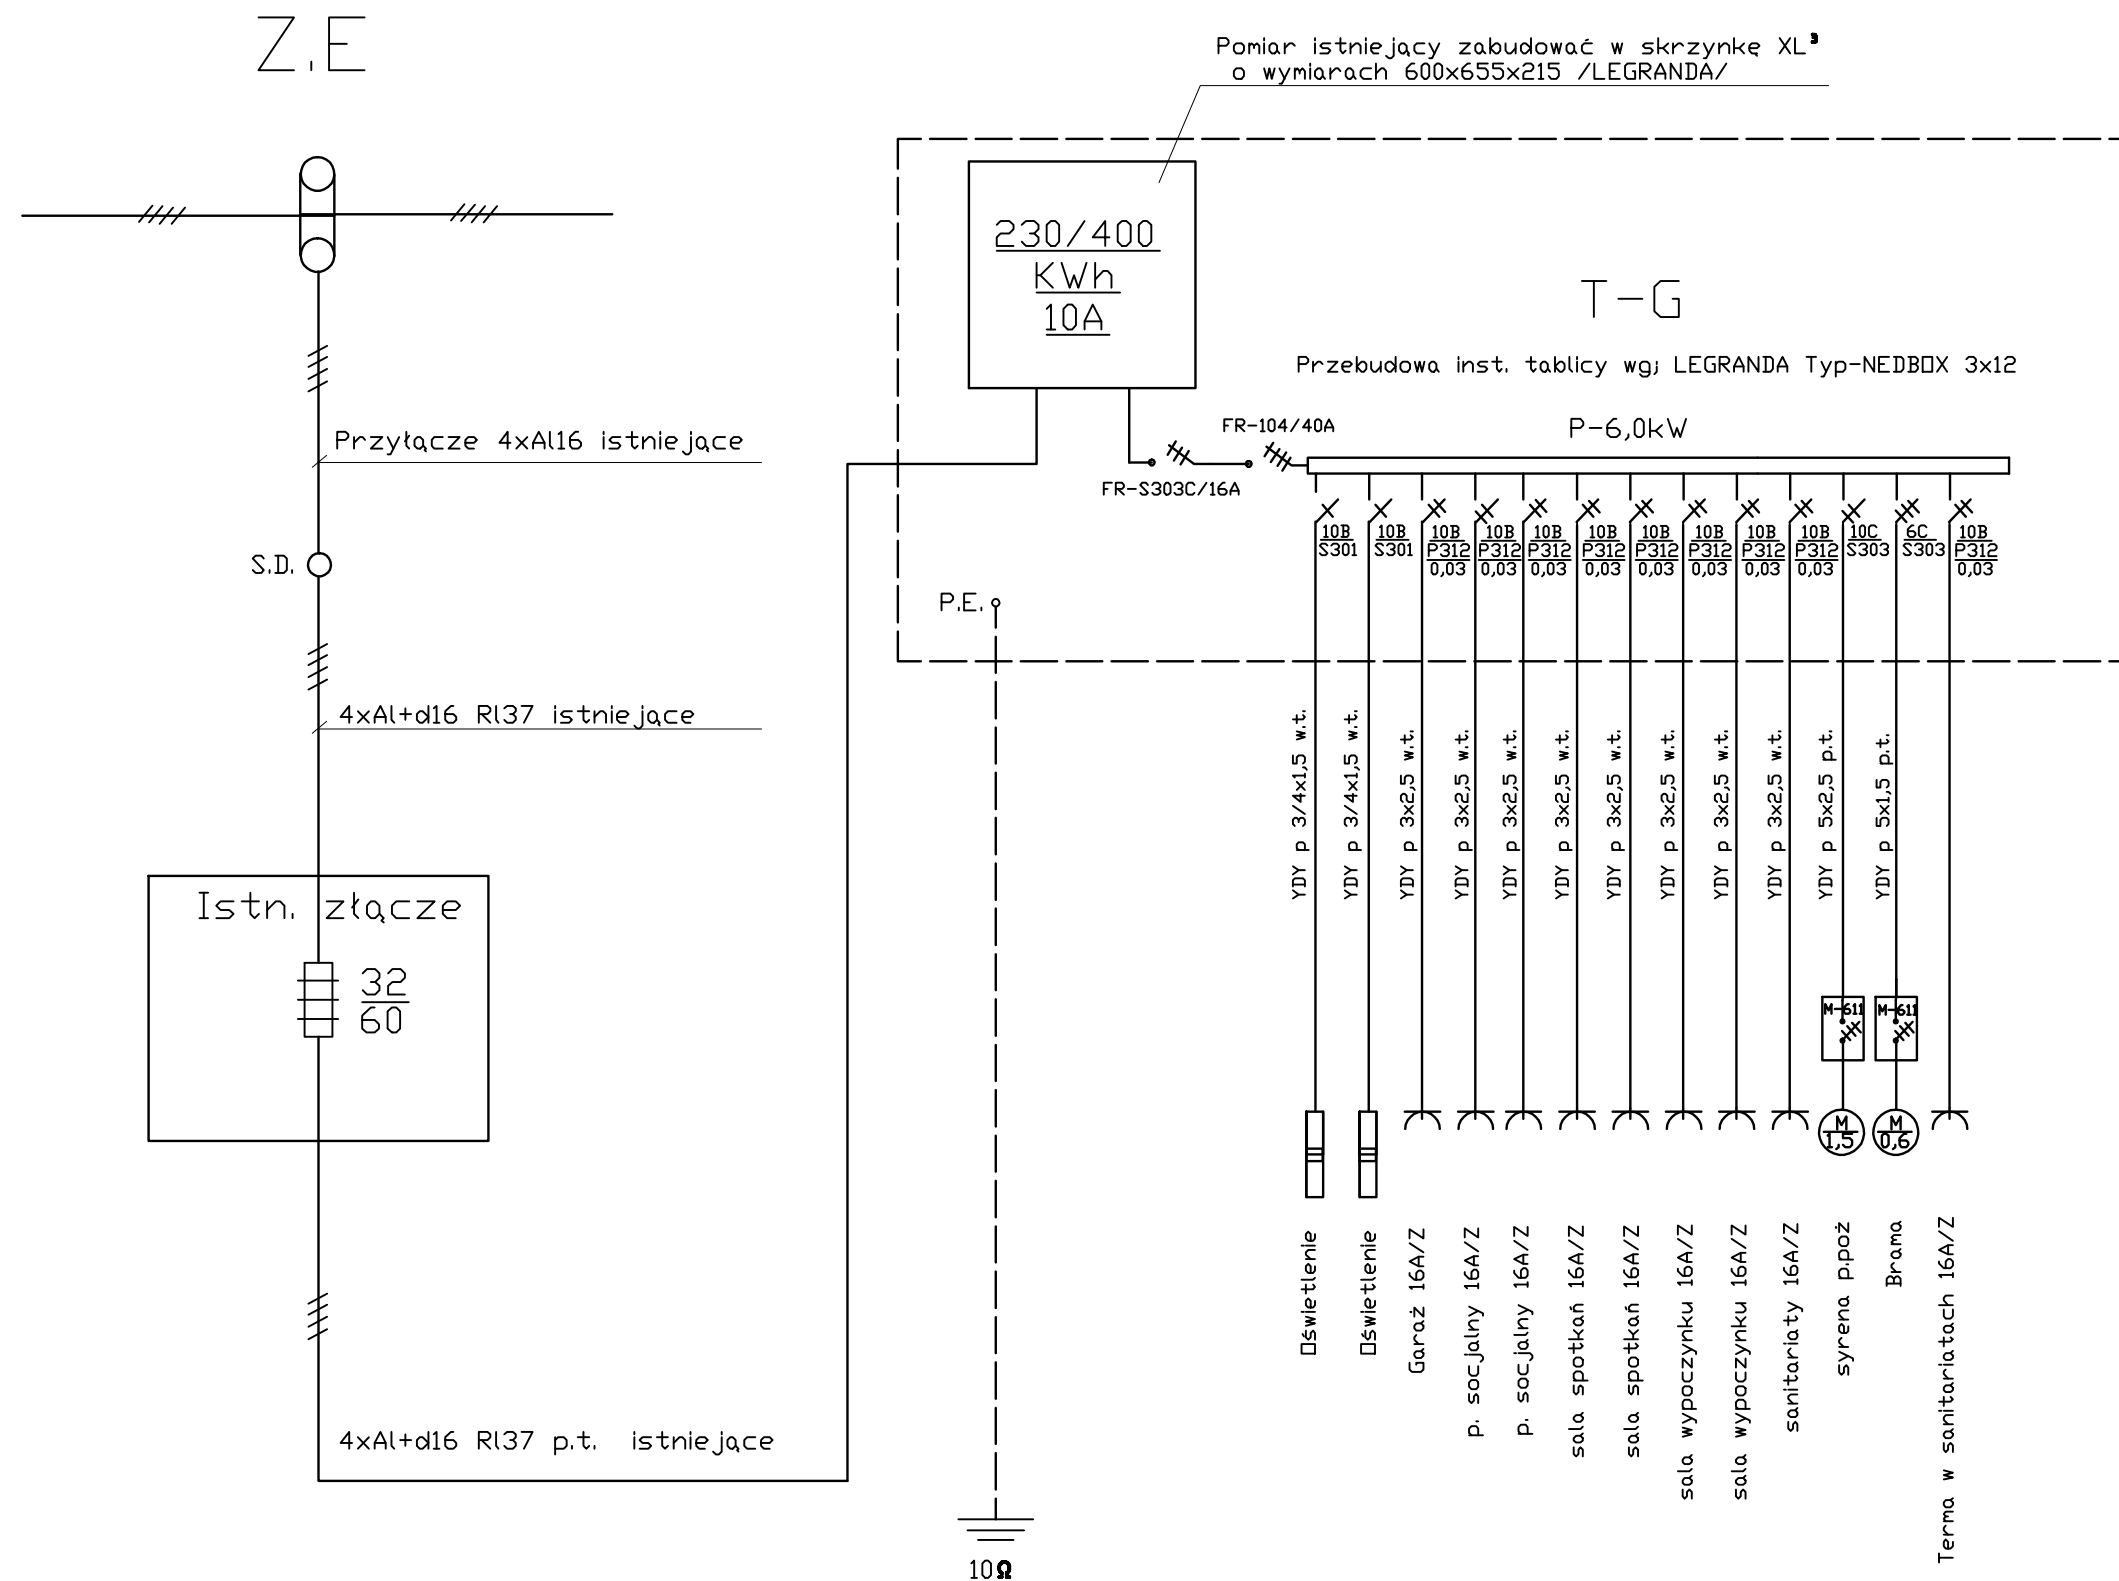 Z.E
Pomiar istniejący zabudować w skrzynkę XL³
o wymiarach 600x655x215 /LEGRANDA/
230/400
KWh
10A
T-G
Przebudowa inst. tablicy wg; LEGRANDA Typ-NEDBOX 3x12
P-6,0kW
FR-104/40A
FR-S303C/16A
Przyłącze 4xAl16 istniejące
S.D.
P.E.
10B
S301
10B
S301
10B
P312
0,03
10B
P312
0,03
10B
P312
0,03
10B
P312
0,03
10B
P312
0,03
10B
P312
0,03
10B
P312
0,03
10B
P312
0,03
10C
S303
6C
S303
10B
P312
0,03
4xAl+d16 Rl37 istniejące
YDY p 3/4x1,5 w.t.
YDY p 3/4x1,5 w.t.
YDY p 3x2,5 w.t.
YDY p 3x2,5 w.t.
YDY p 3x2,5 w.t.
YDY p 3x2,5 w.t.
YDY p 3x2,5 w.t.
YDY p 3x2,5 w.t.
YDY p 3x2,5 w.t.
YDY p 3x2,5 w.t.
YDY p 5x2,5 p.t.
YDY p 5x1,5 p.t.
Istn. złącze
32
60
M-611
M-611
M
1,5
M
0,6
Oświetlenie
Oświetlenie
Garaż 16A/Z
p. socjalny 16A/Z
p. socjalny 16A/Z
sala spotkań 16A/Z
sala spotkań 16A/Z
sala wypoczynku 16A/Z
sala wypoczynku 16A/Z
sanitariaty 16A/Z
syrena p.poż
Brama
Terma w sanitariatach 16A/Z
4xAl+d16 Rl37 p.t. istniejące
10Ω